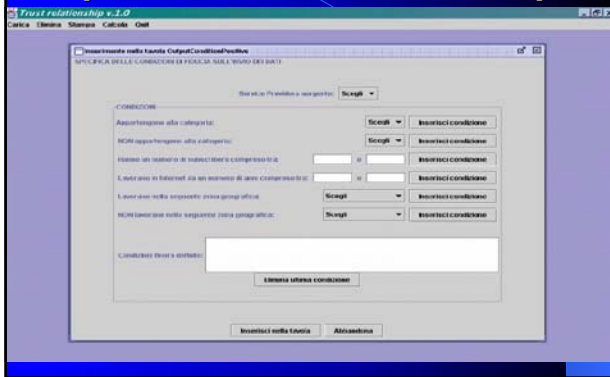 Trust relationship v.1.0
Carica Elimina Stampa Calcola Quit
Inserimento nella tavola OutputConditionPositive
SPECIFICA DELLE CONDIZIONI DI FIDUCIA SULL'INVIO DEI DATI
Service Providers sorgente: Scegli
CONDIZIONI
Appartengono alla categoria: Scegli Inserisci condizione
NON appartengono alla categoria: Scegli Inserisci condizione
Hanno un numero di subscribers compreso tra: e Inserisci condizione
Lavorano in Internet da un numero di anni compreso tra: e Inserisci condizione
Lavorano nella seguente zona geografica: Scegli Inserisci condizione
NON lavorano nella seguente zona geografica: Scegli Inserisci condizione
Condizioni finora definite:
Elimina ultima condizione
Inserisci nella tavola Abbandona